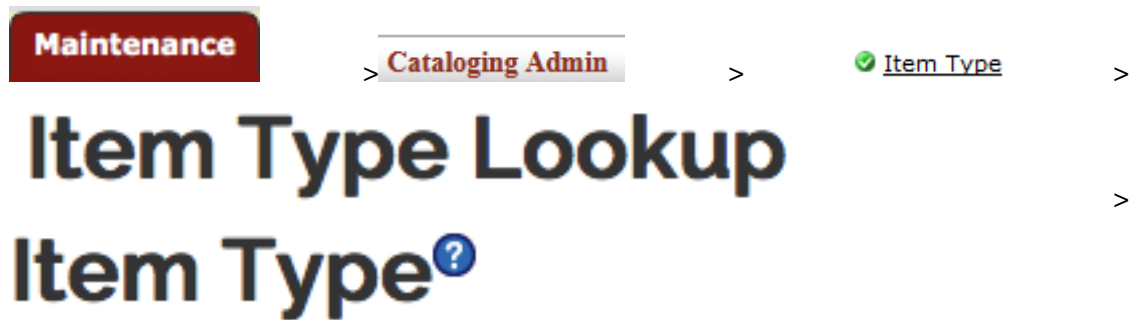 Maintenance > Cataloging Admin > Item Type >
Item Type Lookup >
Item Type?